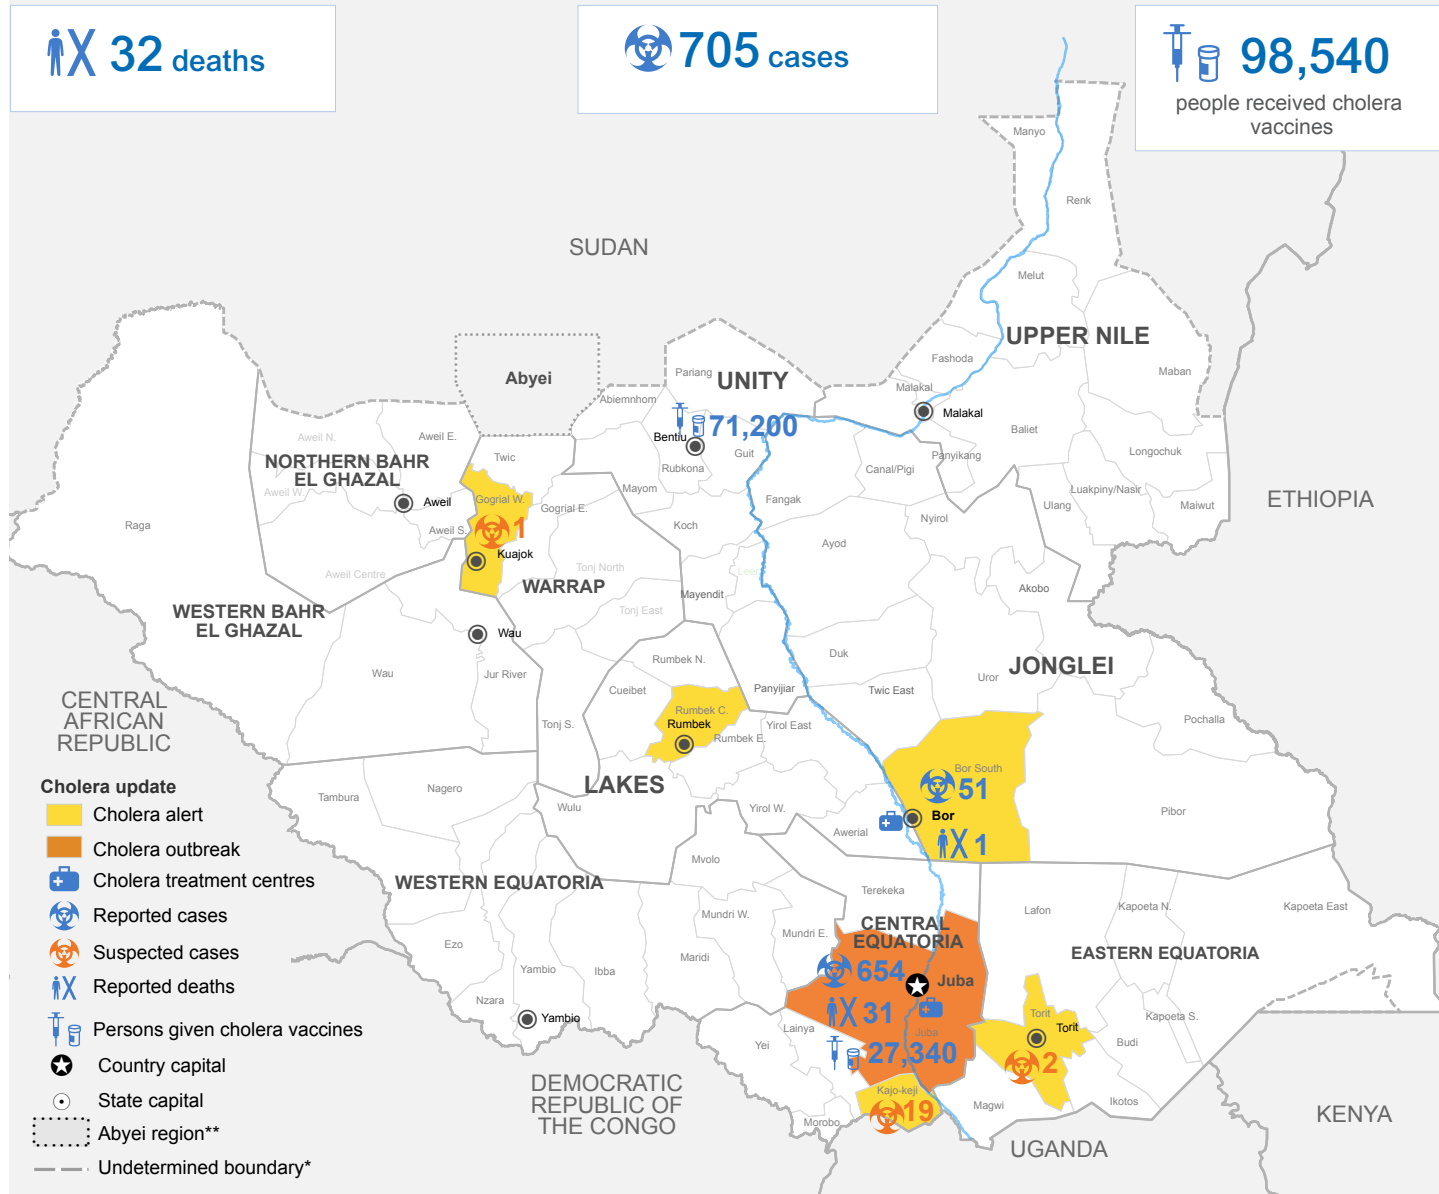 32 deaths
705 cases
98,540
people received cholera
vaccines
Manyo
Renk
SUDAN
Melut
UPPER NILE
Fashoda
Maban
Abyei
Pariang
UNITY
Malakal
Malakal
Abiemnhom
71,200
Bentiu
Guit
Rubkona
Baliet
Panyikang
Longochuk
Aweil N.
Aweil E.
NORTHERN BAHR
EL GHAZAL
Twic
Aweil W.
Aweil
Gogrial W.
Gogrial E.
Mayom
Fangak
Canal/Pigi
Luakpiny/Nasir
Ulang
Maiwut
ETHIOPIA
Raga
Aweil S.
1
Kuajok
Koch
Nyirol
Ayod
Aweil Centre
Tonj North
Leer
WARRAP
Mayendit
Akobo
WESTERN BAHR
EL GHAZAL
Tonj East
Wau
Wau
Jur River
Rumbek N.
Duk
Uror
JONGLEI
Cueibet
Panyijiar
Twic East
CENTRAL
AFRICAN
REPUBLIC
Tonj S.
Rumbek C.
Rumbek
Rumbek E.
Yirol East
Pochalla
LAKES
Bor South
51
Bor
1
Pibor
Cholera update
Cholera alert
Cholera outbreak
Cholera treatment centres
Reported cases
Suspected cases
Reported deaths
Persons given cholera vaccines
Country capital
State capital
Abyei region**
Undetermined boundary*
Tambura
Nagero
Wulu
Yirol W.
Awerial
Mvolo
WESTERN EQUATORIA
Terekeka
Mundri W.
Mundri E.
CENTRAL
EQUATORIA
Lafon
Kapoeta N.
Kapoeta East
EASTERN EQUATORIA
Ezo
Yambio
Ibba
Maridi
654
Juba
31
Juba
27,340
Nzara
Yambio
Lainya
Yei
Torit
Torit
2
Budi
Kapoeta S.
Ikotos
Magwi
Kajo-keji
19
Morobo
DEMOCRATIC
REPUBLIC OF
THE CONGO
UGANDA
KENYA